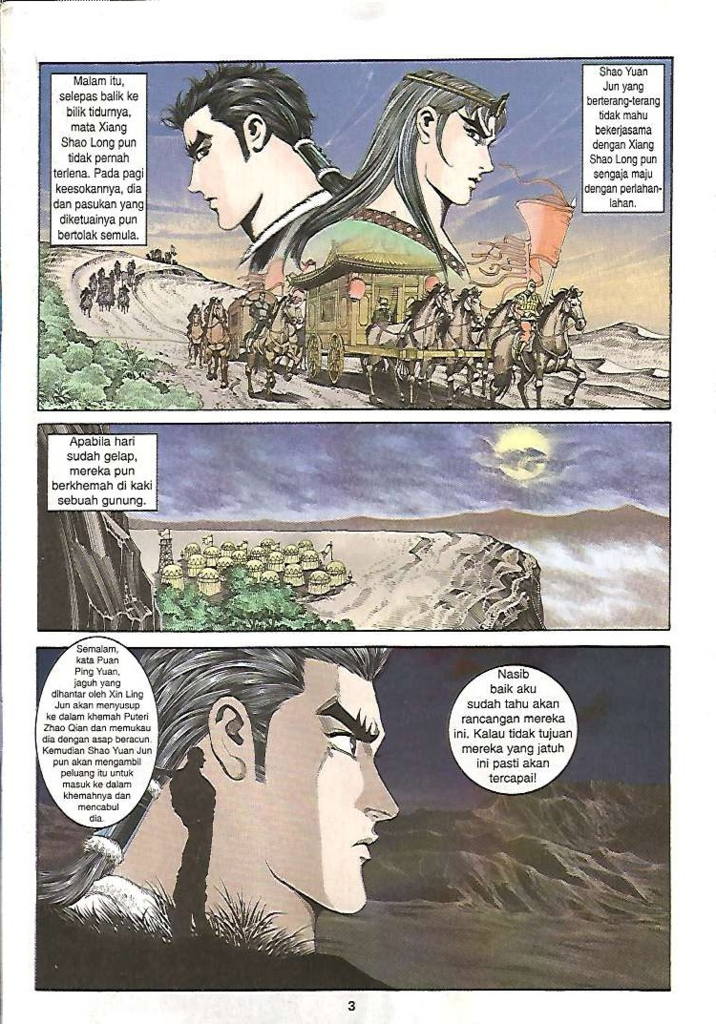 Malam itu,
selepas balik ke
bilik tidurnya,
mata Xiang
Shao Long pun
tidak pernah
terlena. Pada pagi
keesokannya, dia
dan pasukan yang
diketuainya pun
bertolak semula.
Shao Yuan
Jun yang
berterang-terang
tidak mahu
bekerjasama
dengan Xiang
Shao Long pun
sengaja maju
dengan perlahan-
lahan.
Apabila hari
sudah gelap,
mereka pun
berkhemah di kaki
sebuah gunung.
Semalam,
kata Puan
Ping Yuan,
jaguh yang
dihantar oleh Xin Ling
Jun akan menyusup
ke dalam khemah Puteri
Zhao Qian dan memukau
dia dengan asap beracun.
Kemudian Shao Yuan Jun
pun akan mengambil
peluang itu untuk
masuk ke dalam
khemahnya dan
mencabul
dia.
Nasib
baik aku
sudah tahu akan
rancangan mereka
ini. Kalau tidak tujuan
mereka yang jatuh
ini pasti akan
tercapai!
3